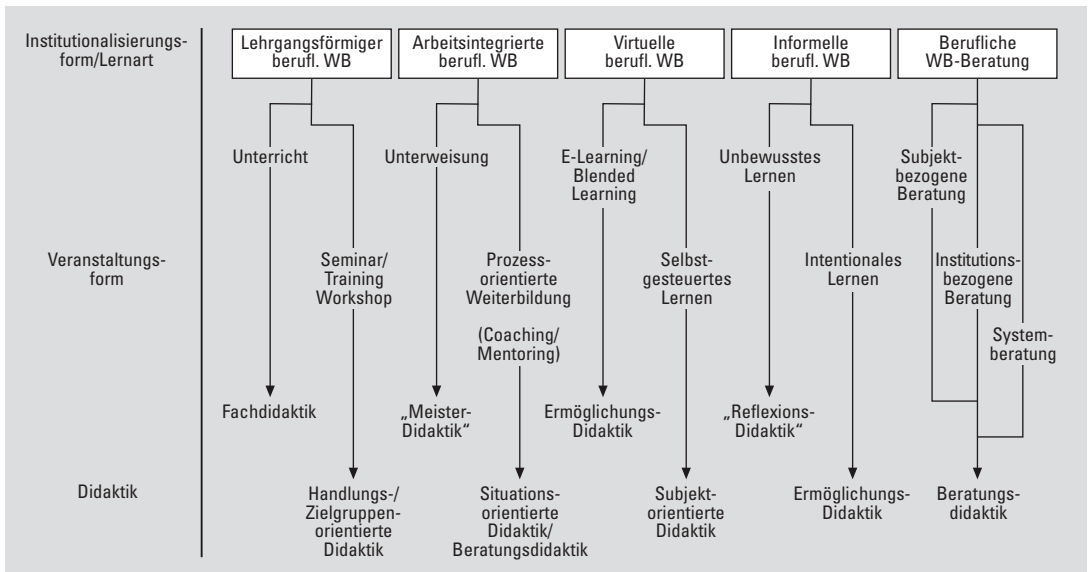 Institutionalisierungs-
form/Lernart
Lehrgangsförmiger
berufl. WB
Arbeitsintegrierte
berufl. WB
Virtuelle
berufl. WB
Informelle
berufl. WB
Berufliche
WB-Beratung
Unterricht
Unterweisung
E-Learning/
Blended
Learning
Unbewusstes
Lernen
Subjekt-
bezogene
Beratung
Veranstaltungs-
form
Seminar/
Training
Workshop
Prozess-
orientierte
Weiterbildung
(Coaching/
Mentoring)
Selbst-
gesteuertes
Lernen
Intentionales
Lernen
Institutions-
bezogene
Beratung
System-
beratung
Fachdidaktik
„Meister-
Didaktik“
Ermöglichungs-
Didaktik
„Reflexions-
Didaktik“
Didaktik
Handlungs-/
Zielgruppen-
orientierte
Didaktik
Situations-
orientierte
Didaktik/
Beratungsdidaktik
Subjekt-
orientierte
Didaktik
Ermöglichungs-
Didaktik
Beratungs-
didaktik